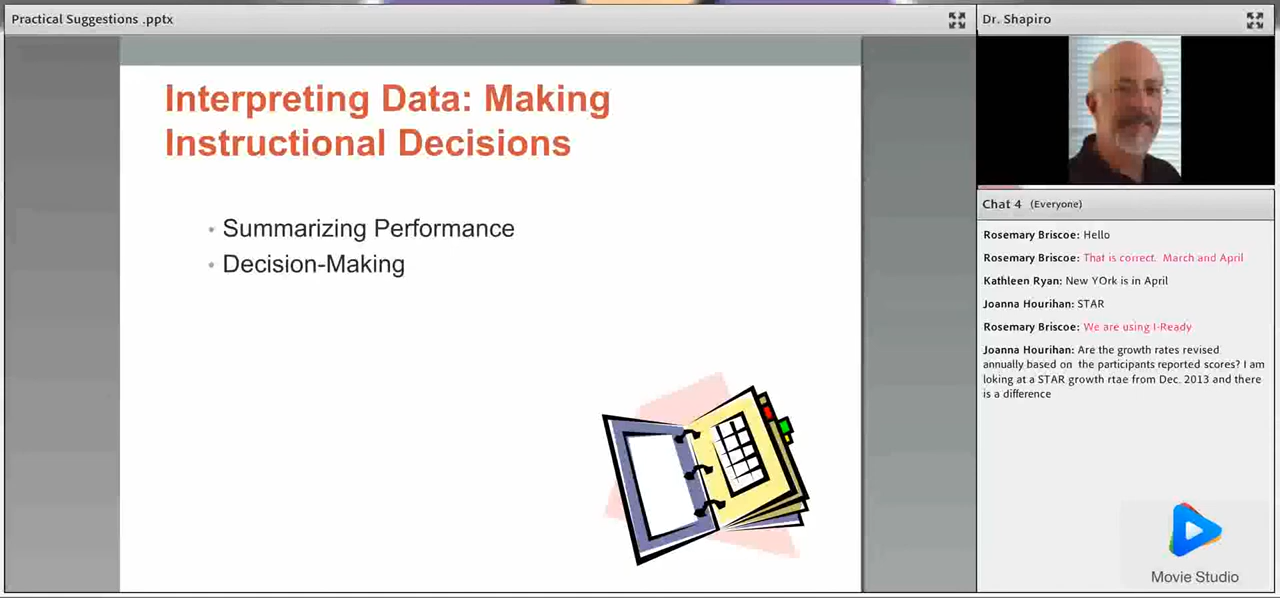 Practical Suggestions .pptx
Interpreting Data: Making
Instructional Decisions
• Summarizing Performance
• Decision-Making
Dr. Shapiro
Chat 4 (Everyone)
Rosemary Briscoe: Hello
Rosemary Briscoe: That is correct. March and April
Kathleen Ryan: New YOrk is in April
Joanna Hourihan: STAR
Rosemary Briscoe: We are using I-Ready
Joanna Hourihan: Are the growth rates revised
annually based on the participants reported scores? I am
loking at a STAR growth rtae from Dec. 2013 and there
is a difference
Movie Studio